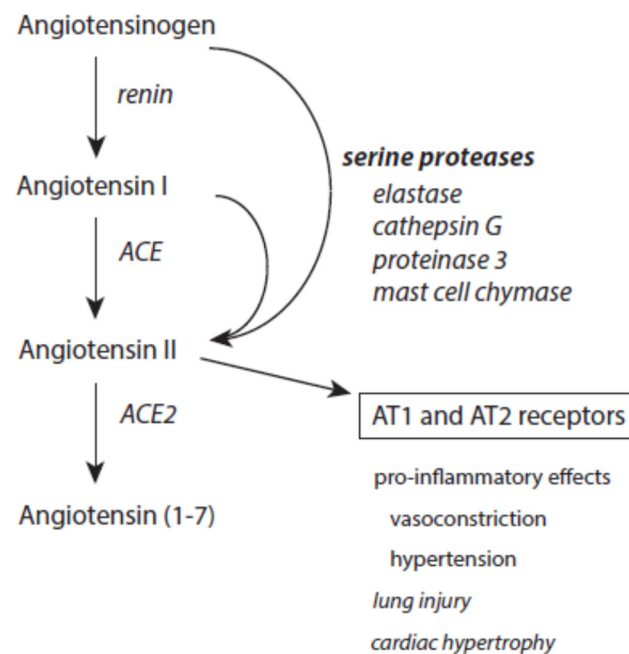 Angiotensinogen
renin
serine proteases
elastase
Angiotensin I
cathepsin G
ACE
proteinase 3
mast cell chymase
Angiotensin II
ACE2
AT1 and AT2 receptors
pro-inflammatory effects
Angiotensin (1-7)
vasoconstriction
hypertension
lung injury
cardiac hypertrophy